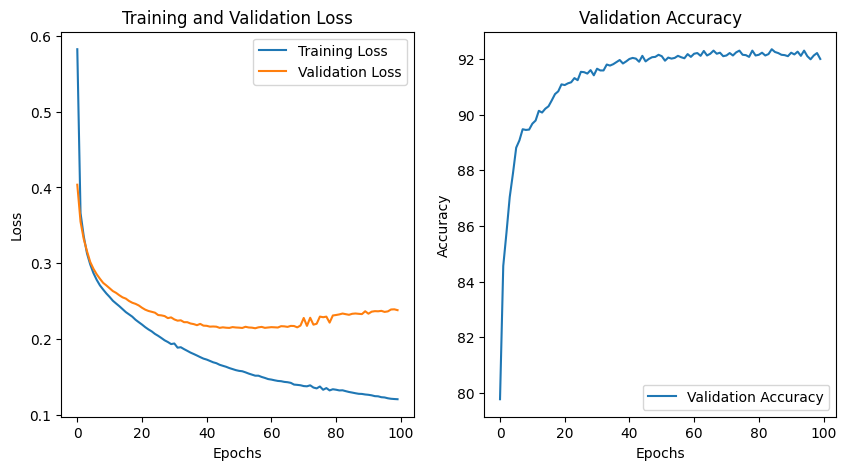 Training and Validation Loss
Training Loss
Validation Loss
0.6
0.5
0.4
0.3
0.2
0.1
Loss
0 20 40 60 80 100
Epochs
Validation Accuracy
92
90
88
86
84
82
80
Accuracy
Validation Accuracy
0 20 40 60 80 100
Epochs